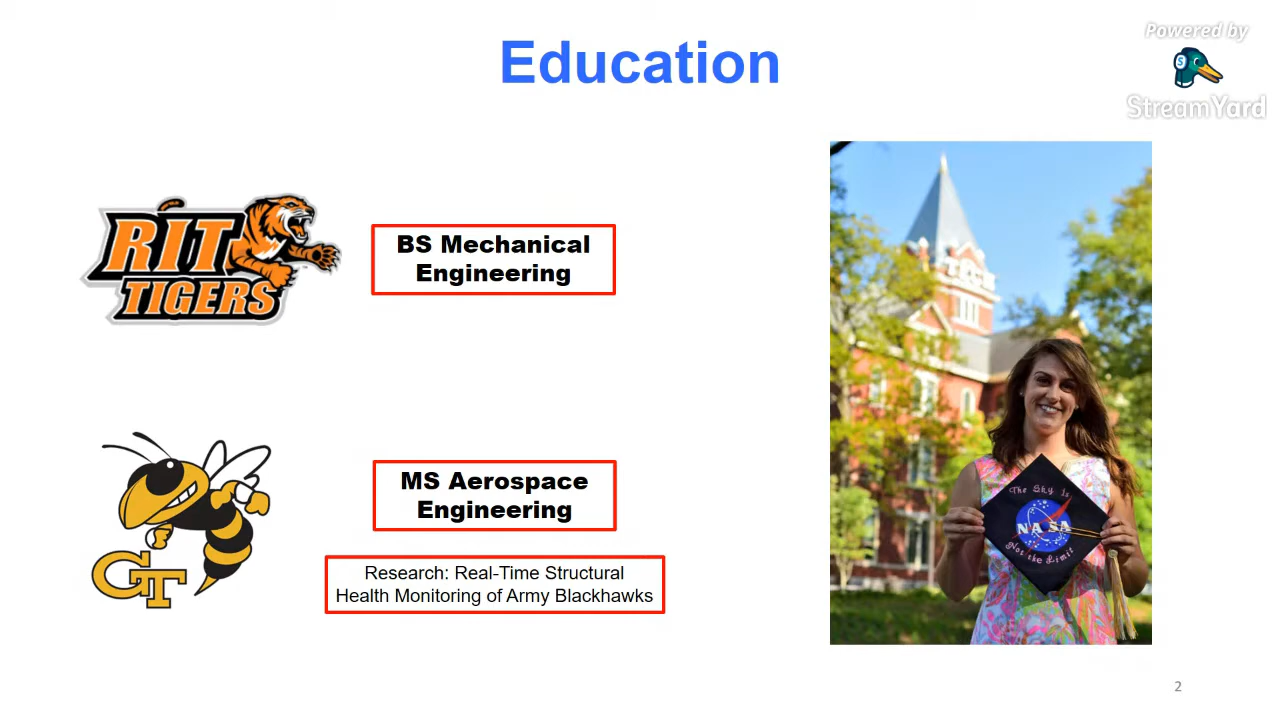 Education
Powered by
StreamYard
RIT
TIGERS
BS Mechanical
Engineering
GT
MS Aerospace
Engineering
Research: Real-Time Structural
Health Monitoring of Army Blackhawks
The Sky Is
NASA
Not the Limit
2